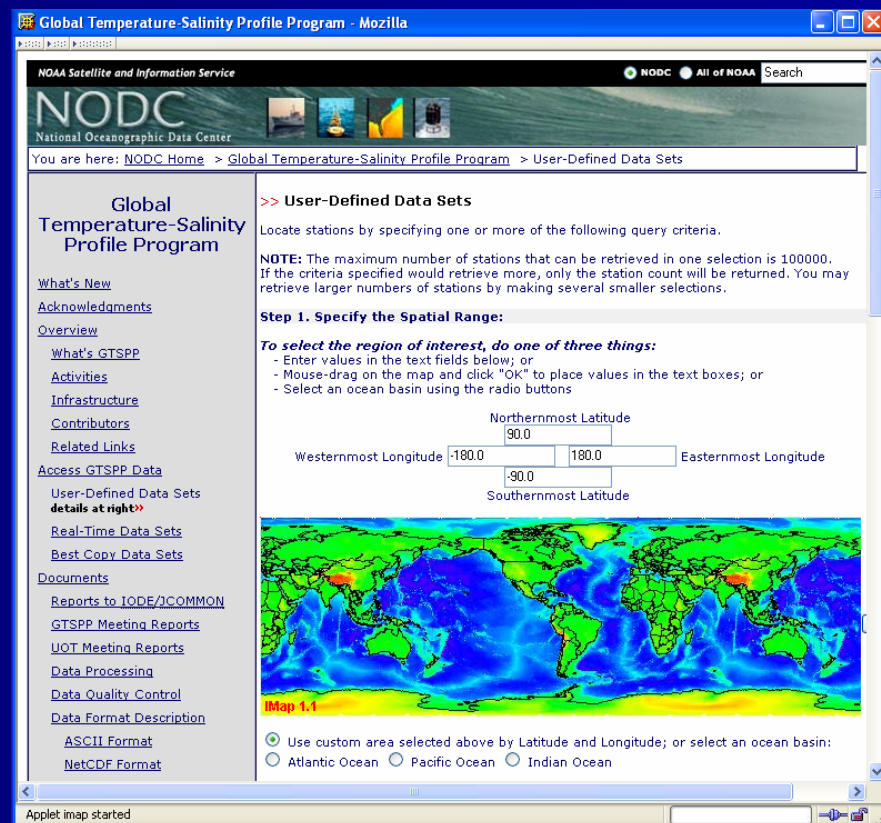 Global Temperature-Salinity Profile Program - Mozilla
NOAA Satellite and Information Service
NODC
All of NOAA
Search
NODC
National Oceanographic Data Center
You are here: NODC Home > Global Temperature-Salinity Profile Program > User-Defined Data Sets
Global
Temperature-Salinity
Profile Program
What's New
Acknowledgments
Overview
What's GTSPP
Activities
Infrastructure
Contributors
Related Links
Access GTSPP Data
User-Defined Data Sets
details at right»
Real-Time Data Sets
Best Copy Data Sets
Documents
Reports to IODE/JCOMMON
GTSPP Meeting Reports
UOT Meeting Reports
Data Processing
Data Quality Control
Data Format Description
ASCII Format
NetCDF Format
>> User-Defined Data Sets
Locate stations by specifying one or more of the following query criteria.
NOTE: The maximum number of stations that can be retrieved in one selection is 100000.
If the criteria specified would retrieve more, only the station count will be returned. You may
retrieve larger numbers of stations by making several smaller selections.
Step 1. Specify the Spatial Range:
To select the region of interest, do one of three things:
- Enter values in the text fields below; or
- Mouse-drag on the map and click "OK" to place values in the text boxes; or
- Select an ocean basin using the radio buttons
Northernmost Latitude
90.0
Westernmost Longitude -180.0 180.0 Easternmost Longitude
-90.0
Southernmost Latitude
IMap 1.1
Use custom area selected above by Latitude and Longitude; or select an ocean basin:
Atlantic Ocean Pacific Ocean Indian Ocean
Applet imap started